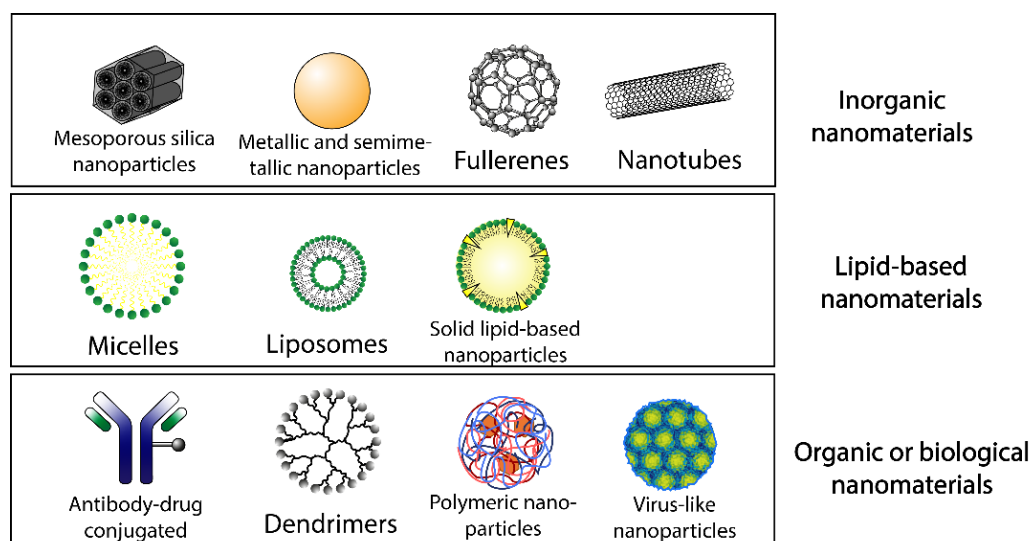 Mesoporous silica
nanoparticles
Metallic and semime-
tallic nanoparticles
Fullerenes
Nanotubes
Inorganic
nanomaterials
Micelles
Liposomes
Solid lipid-based
nanoparticles
Lipid-based
nanomaterials
Antibody-drug
conjugated
Dendrimers
Polymeric nano-
particles
Virus-like
nanoparticles
Organic or biological
nanomaterials